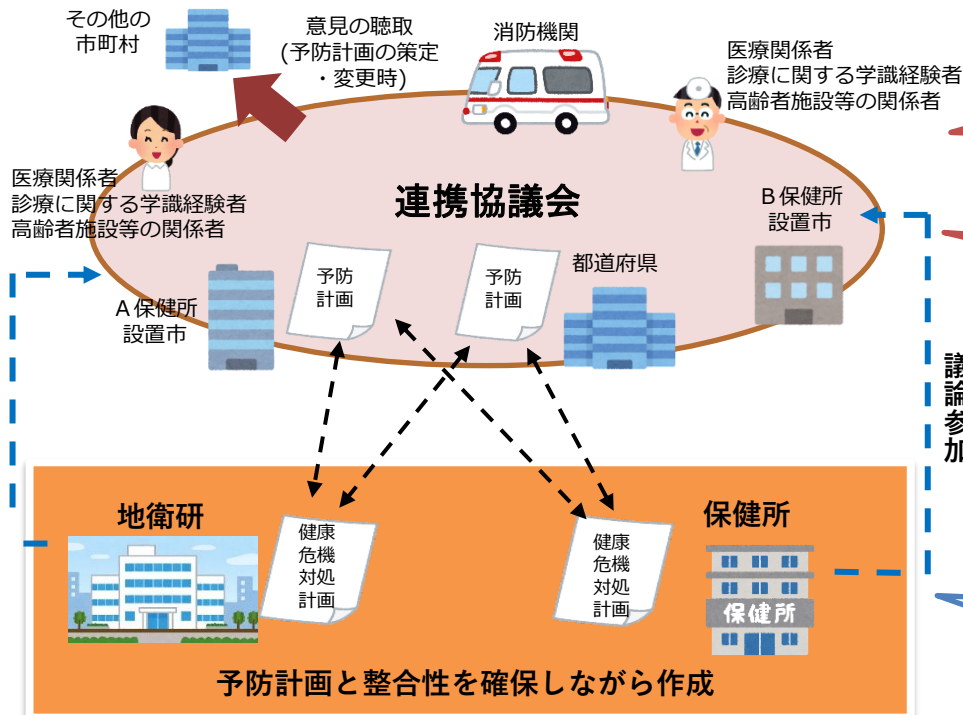 その他の
市町村
意見の聴取
(予防計画の策定
・変更時)
消防機関
医療関係者
診療に関する学識経験者
高齢者施設等の関係者
医療関係者
診療に関する学識経験者
高齢者施設等の関係者
連携協議会
B保健所
設置市
予防
計画
予防
計画
都道府県
A保健所
設置市
議論参加
地衛研
保健所
健康
危機
対処
計画
健康
危機
対処
計画
保健所
予防計画と整合性を確保しながら作成